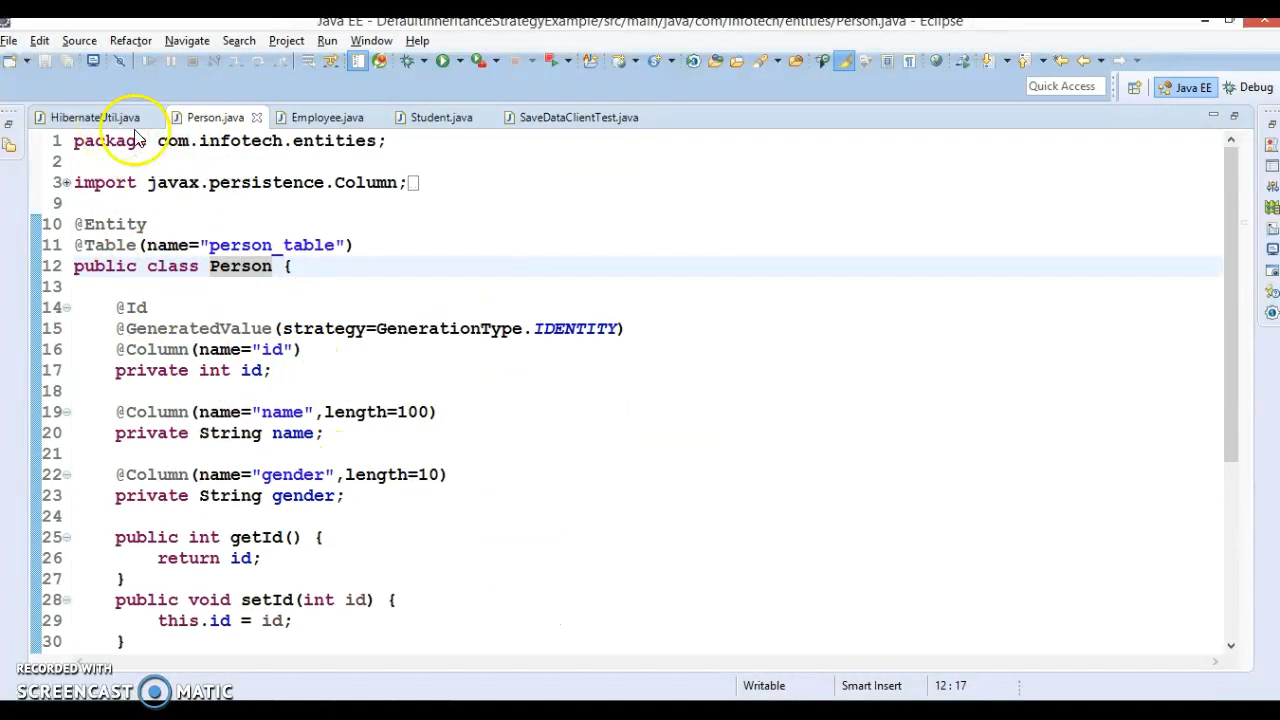 Java EE - DefaultInheritanceStrategyExample/src/main/java/com/infotech/entities/Person.java - Eclipse
File Edit Source Refactor Navigate Search Project Run Window Help
Quick Access Java EE Debug
HibernateUtil.java Person.java Employee.java Student.java SaveDataClientTest.java
1 package com.infotech.entities;
2
3 import javax.persistence.Column;
9
10 @Entity
11 @Table(name="person_table")
12 public class Person {
13
14 @Id
15 @GeneratedValue(strategy=GenerationType.IDENTITY)
16 @Column(name="id")
17 private int id;
18
19 @Column(name="name",length=100)
20 private String name;
21
22 @Column(name="gender",length=10)
23 private String gender;
24
25 public int getId() {
26 return id;
27 }
28 public void setId(int id) {
29 this.id = id;
30 }
RECORDED WITH
SCREENCAST MATIC
Writable Smart Insert 12 : 17